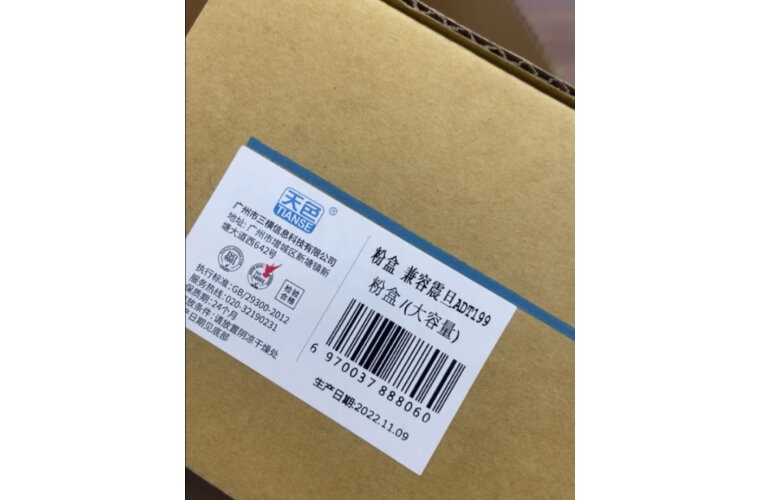 天色®
TIANSE
广州市三横信息科技有限公司
地址：广州市增城区新塘镇新
塘大道西642号
检验
合格
执行标准：GB/29300-2012
服务热线：020-32190231
保质期：24个月
放条件：请放置阴凉干燥处
日期见底部
粉盒 兼容震旦ADT199
粉盒/(大容量)
6 970037 888060
生产日期:2022.11.09